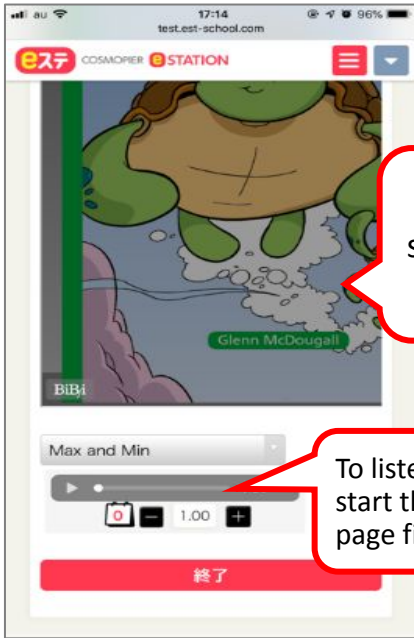 au 17:14 96%
test.est-school.com
eステ COSMOPIER e STATION
s
Glenn McDougall
BiBi
Max and Min
To liste
start th
page fi
0 − 1.00 +
終了